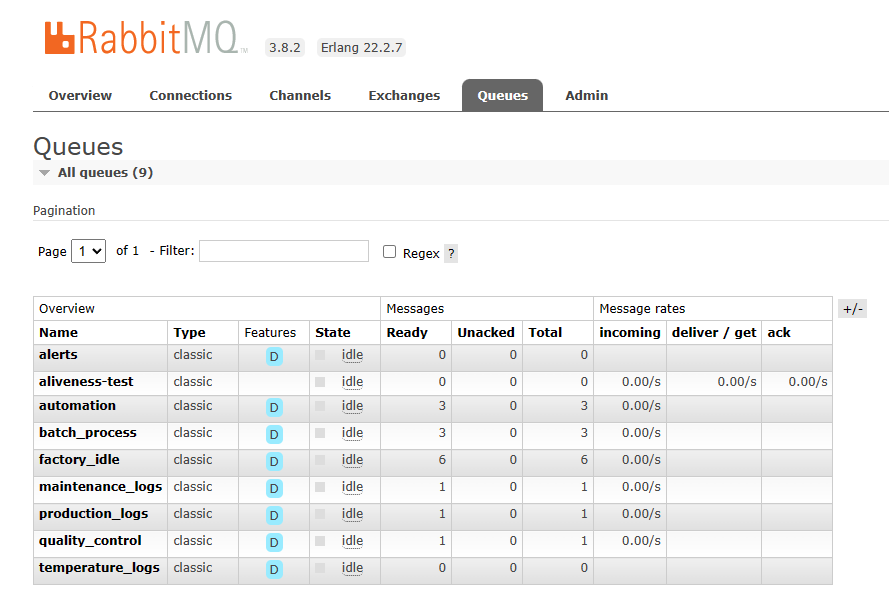 RabbitMQ TM 3.8.2 Erlang 22.2.7
Overview Connections Channels Exchanges Queues Admin
Queues
All queues (9)
Pagination
Page 1 of 1 - Filter: Regex ?
Overview Messages Message rates +/-
Name Type Features State Ready Unacked Total incoming deliver / get ack
alerts classic D idle 0 0 0
aliveness-test classic idle 0 0 0 0.00/s 0.00/s 0.00/s
automation classic D idle 3 0 3 0.00/s
batch_process classic D idle 3 0 3 0.00/s
factory_idle classic D idle 6 0 6 0.00/s
maintenance_logs classic D idle 1 0 1 0.00/s
production_logs classic D idle 1 0 1 0.00/s
quality_control classic D idle 1 0 1 0.00/s
temperature_logs classic D idle 0 0 0